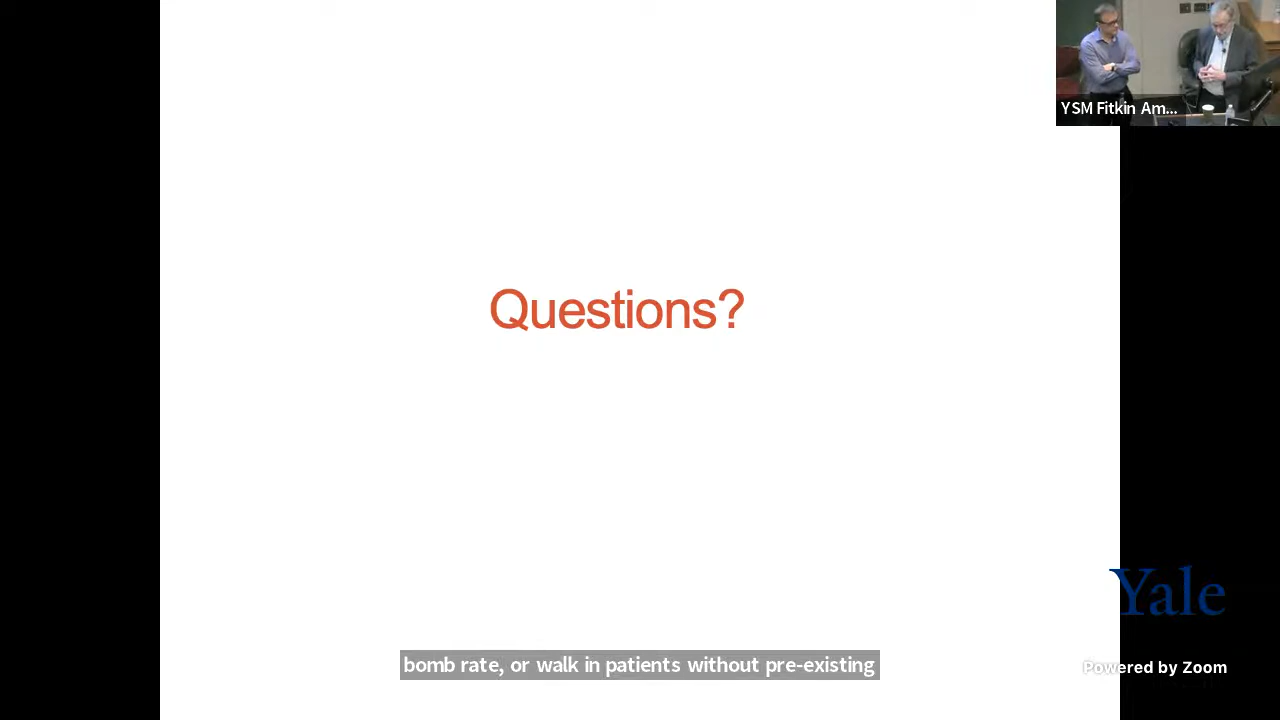 YSM Fitkin Am...
Questions?
Yale
bomb rate, or walk in patients without pre-existing
Powered by Zoom